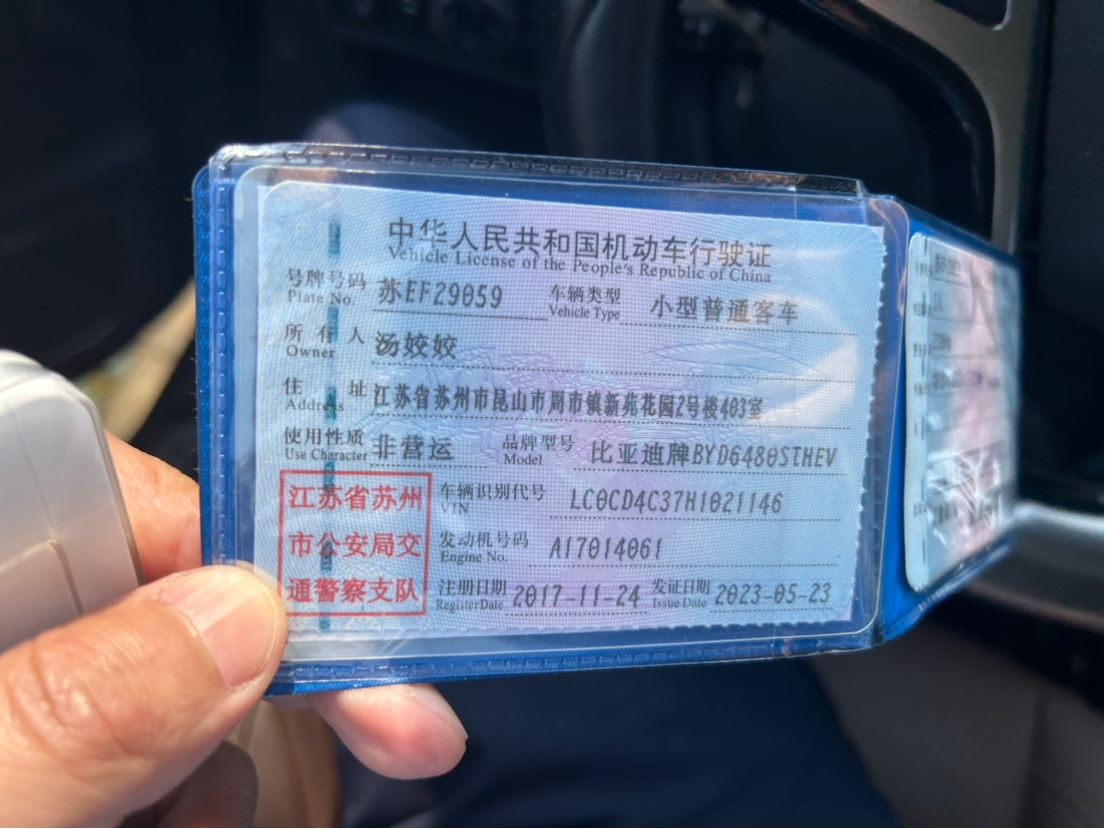 中华人民共和国机动车行驶证
Vehicle License of the People's Republic of China
号牌号码 苏EF29059 车辆类型 小型普通客车
Plate No. Vehicle Type
所有人 汤姣姣
Owner
住址 江苏省苏州市昆山市周市镇新苑花园2号楼403室
Address
使用性质 非营运 品牌型号 比亚迪牌BYD6480STHEV
Use Character Model
江苏省苏州
市公安局交
通警察支队
车辆识别代号 LC0CD4C37H1021146
VIN
发动机号码 A17014061
Engine No.
注册日期 2017-11-24 发证日期 2023-05-23
Register Date Issue Date